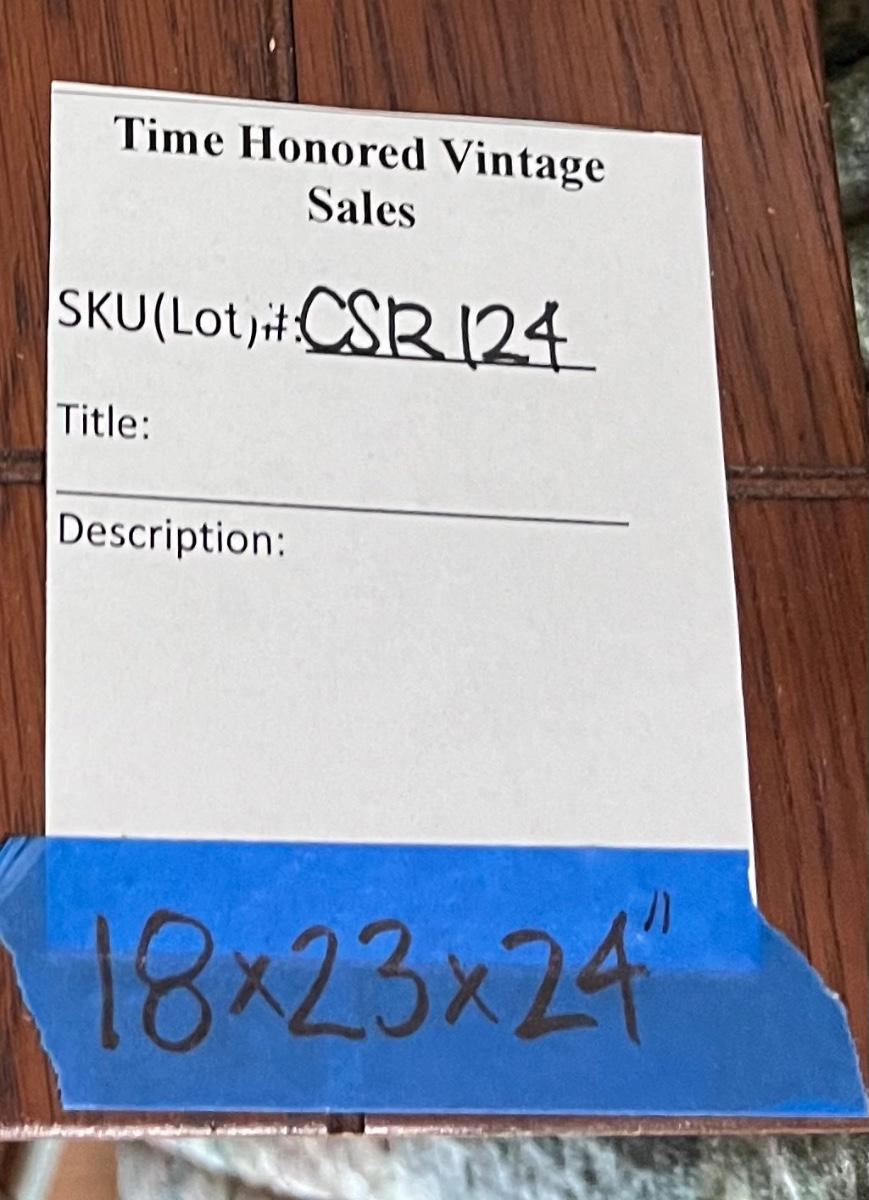 Time Honored Vintage
Sales
SKU(Lot)#:CSR124
Title:
Description:
18x23x24"